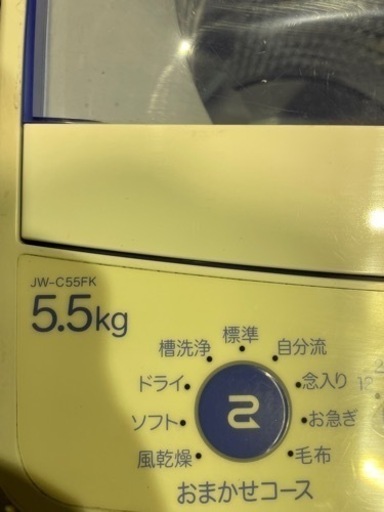 JW-C55FK
5.5kg
標準
槽洗浄
自分流
ドライ
念入り
ソフト
お急ぎ
風乾燥
毛布
おまかせコース
12